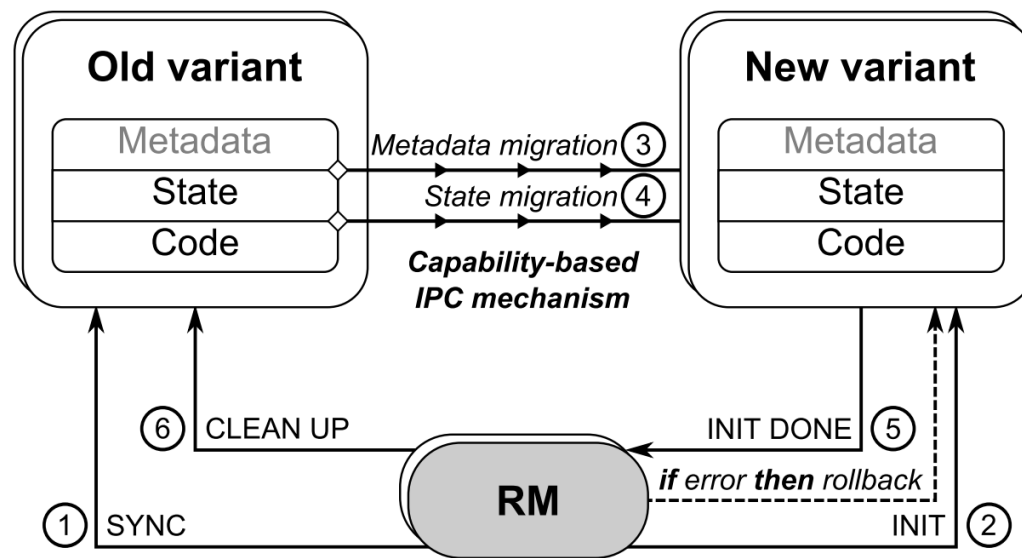 Old variant
New variant
Metadata
State
Code
Metadata migration 3
State migration 4
Capability-based
IPC mechanism
Metadata
State
Code
6 CLEAN UP
INIT DONE 5
RM
if error then rollback
1 SYNC
INIT 2